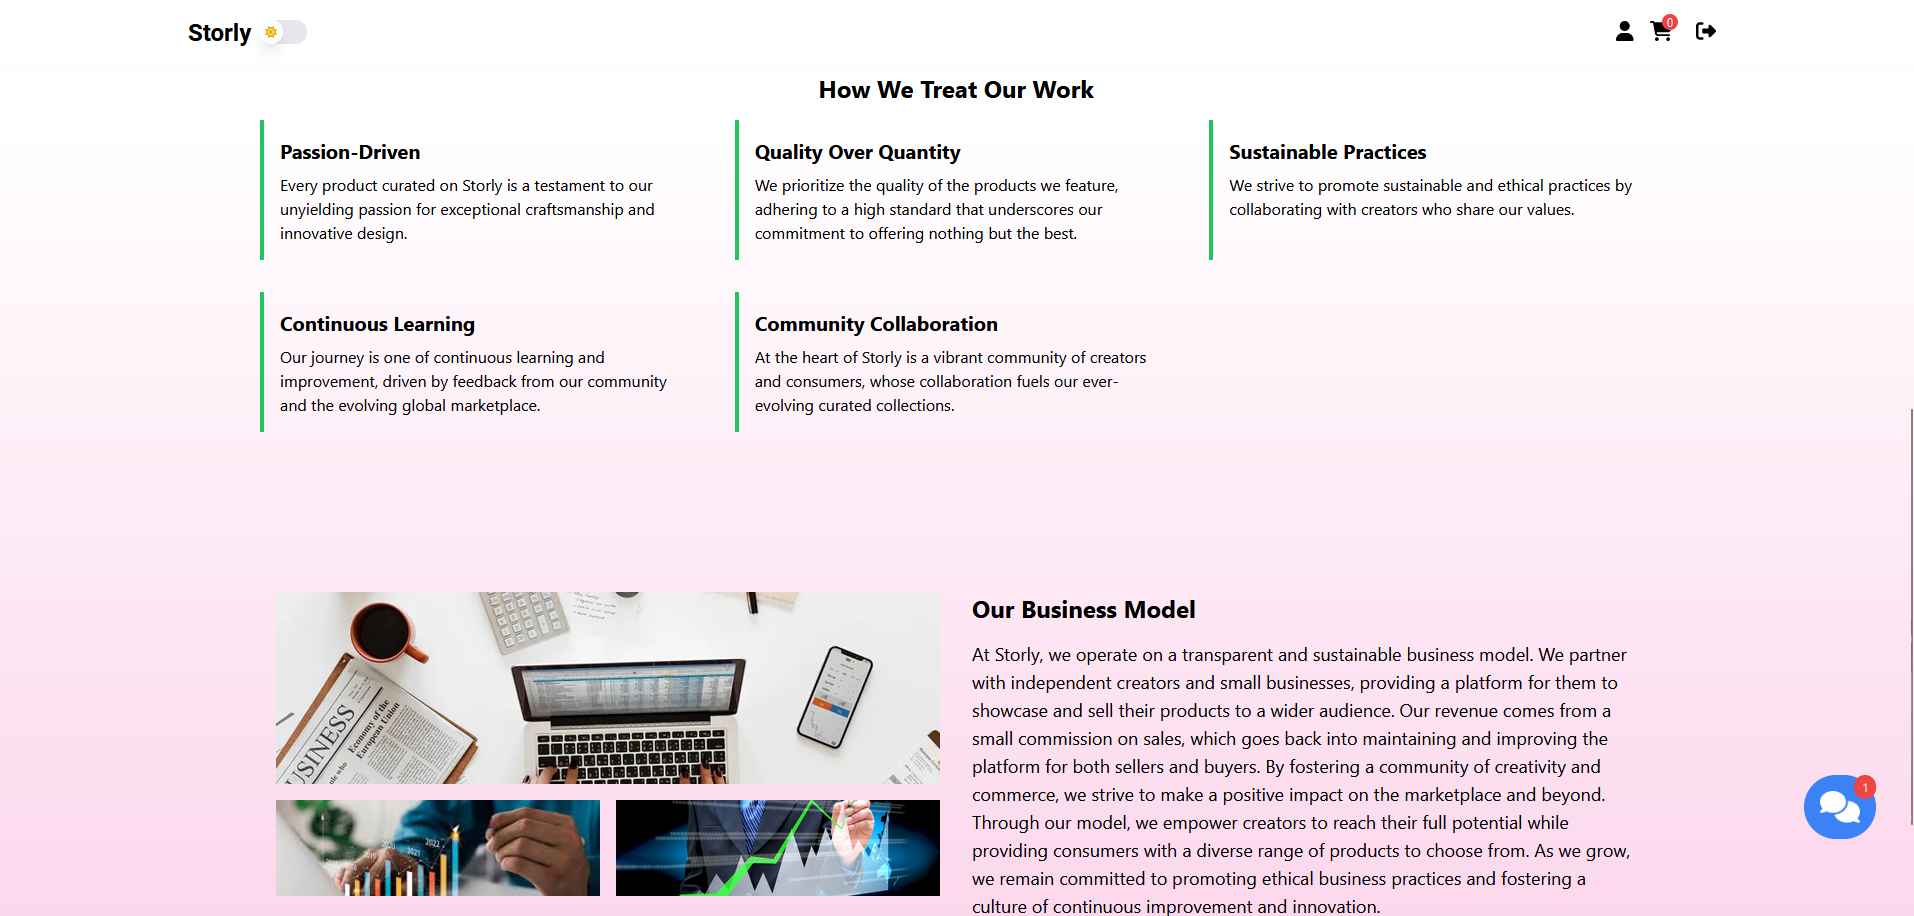 Storly
0
How We Treat Our Work
Passion-Driven
Every product curated on Storly is a testament to our
unyielding passion for exceptional craftsmanship and
innovative design.
Quality Over Quantity
We prioritize the quality of the products we feature,
adhering to a high standard that underscores our
commitment to offering nothing but the best.
Sustainable Practices
We strive to promote sustainable and ethical practices by
collaborating with creators who share our values.
Continuous Learning
Our journey is one of continuous learning and
improvement, driven by feedback from our community
and the evolving global marketplace.
Community Collaboration
At the heart of Storly is a vibrant community of creators
and consumers, whose collaboration fuels our ever-
evolving curated collections.
USINESS
Economy of the
European Union
2019
2020
2021
2022
Our Business Model
At Storly, we operate on a transparent and sustainable business model. We partner
with independent creators and small businesses, providing a platform for them to
showcase and sell their products to a wider audience. Our revenue comes from a
small commission on sales, which goes back into maintaining and improving the
platform for both sellers and buyers. By fostering a community of creativity and
commerce, we strive to make a positive impact on the marketplace and beyond.
Through our model, we empower creators to reach their full potential while
providing consumers with a diverse range of products to choose from. As we grow,
we remain committed to promoting ethical business practices and fostering a
culture of continuous improvement and innovation.
1